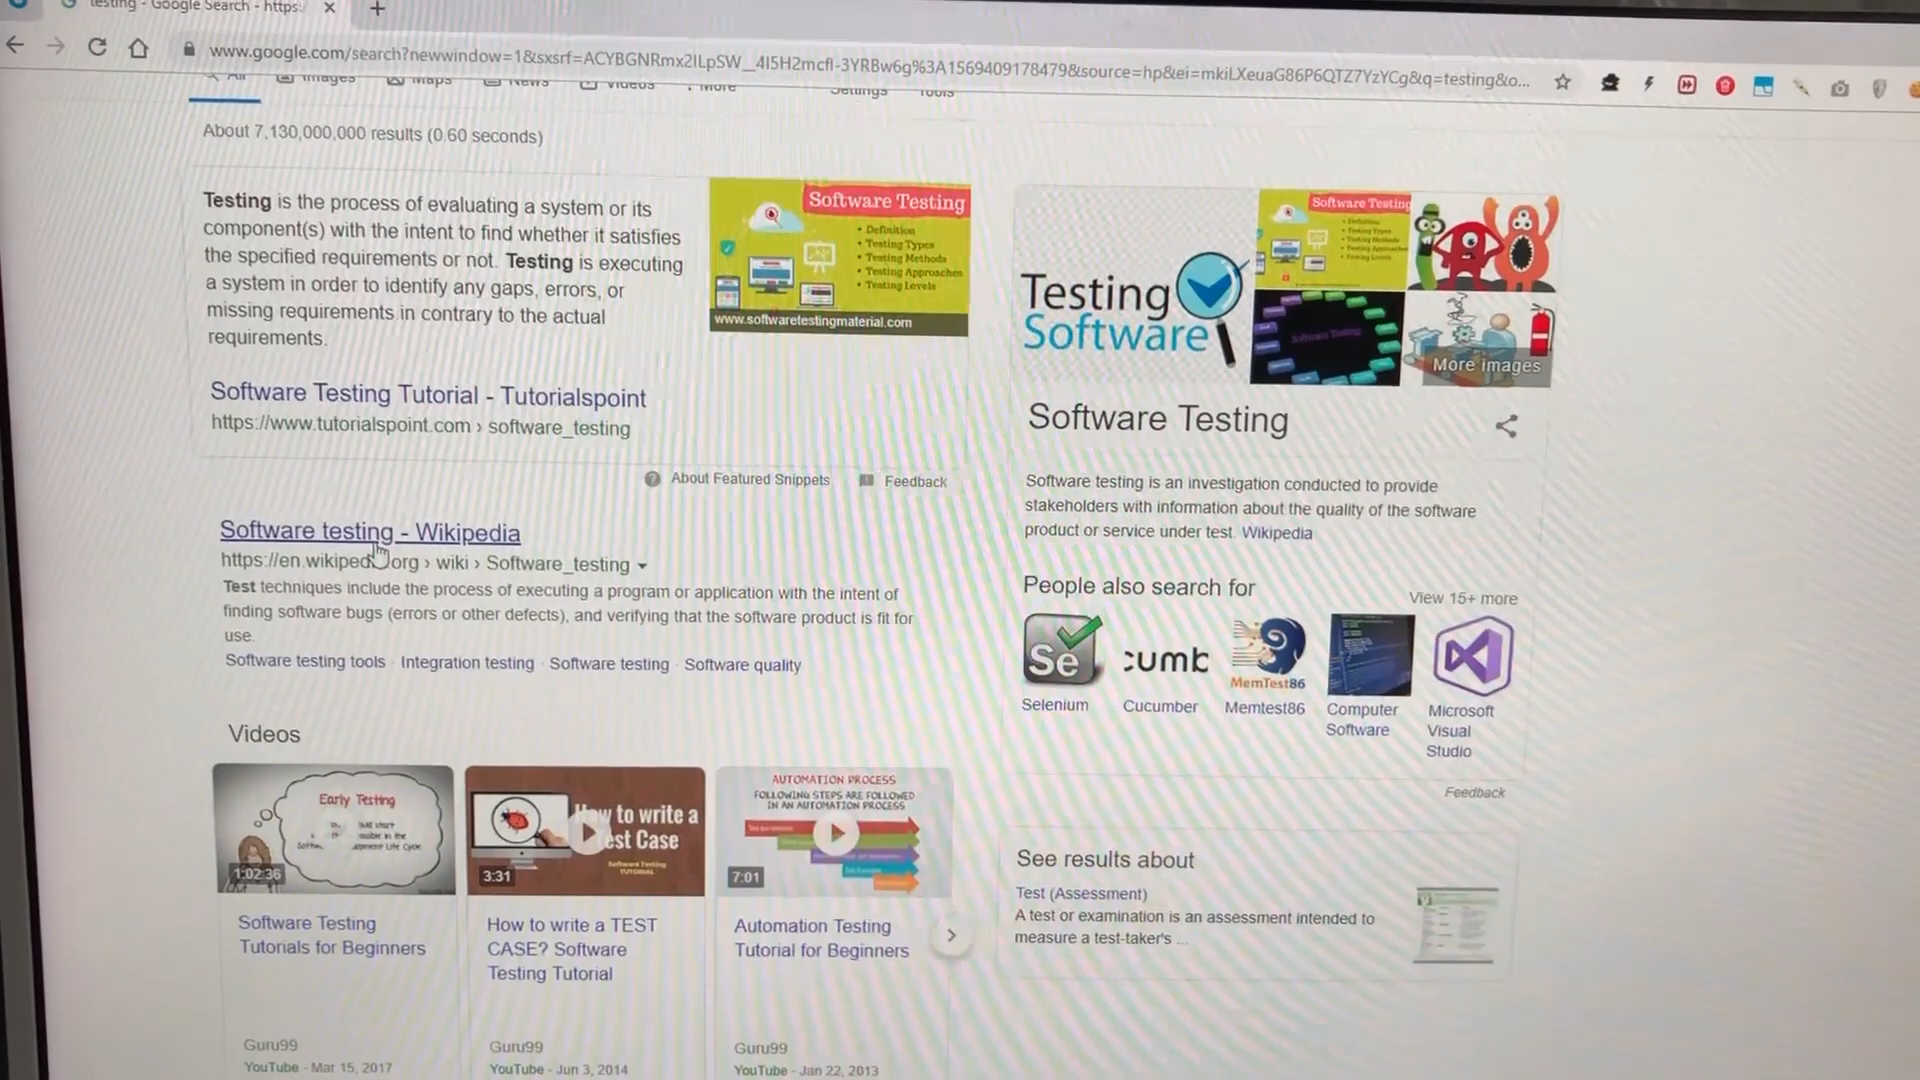 testing - Google Search - https:
www.google.com/search?newwindow=1&sxsrf=ACYBGNRmx2ILpSW__4I5H2mcfI-3YRBw6g%3A1569409178479&source=hp&ei=mkiLXeuaG86P6QTZ7YzYCg&q=testing&o...
All Images Maps News Videos More Settings Tools
About 7,130,000,000 results (0.60 seconds)
Testing is the process of evaluating a system or its
component(s) with the intent to find whether it satisfies
the specified requirements or not. Testing is executing
a system in order to identify any gaps, errors, or
missing requirements in contrary to the actual
requirements.
Software Testing
• Definition
• Testing Types
• Testing Methods
• Testing Approaches
• Testing Levels
www.softwaretestingmaterial.com
Software Testing Tutorial - Tutorialspoint
https://www.tutorialspoint.com › software_testing
About Featured Snippets Feedback
Software testing - Wikipedia
https://en.wikiped org › wiki › Software_testing
Test techniques include the process of executing a program or application with the intent of
finding software bugs (errors or other defects), and verifying that the software product is fit for
use.
Software testing tools · Integration testing · Software testing · Software quality
Videos
Early Testing
1:02:36
How to write a
Test Case
Software Testing
TUTORIAL
3:31
AUTOMATION PROCESS
FOLLOWING STEPS ARE FOLLOWED
IN AN AUTOMATION PROCESS
7:01
Software Testing
Tutorials for Beginners
Guru99
YouTube - Mar 15, 2017
How to write a TEST
CASE? Software
Testing Tutorial
Guru99
YouTube - Jun 3, 2014
Automation Testing
Tutorial for Beginners
Guru99
YouTube - Jan 22, 2013
Testing
Software
Software Testing
• Definition
• Testing Types
• Testing Methods
• Testing Approaches
• Testing Levels
Software Testing
More images
Software Testing
Software testing is an investigation conducted to provide
stakeholders with information about the quality of the software
product or service under test. Wikipedia
People also search for
View 15+ more
Se
cumb
MemTest86
Selenium
Cucumber
Memtest86
Computer
Software
Microsoft
Visual
Studio
Feedback
See results about
Test (Assessment)
A test or examination is an assessment intended to
measure a test-taker's ...